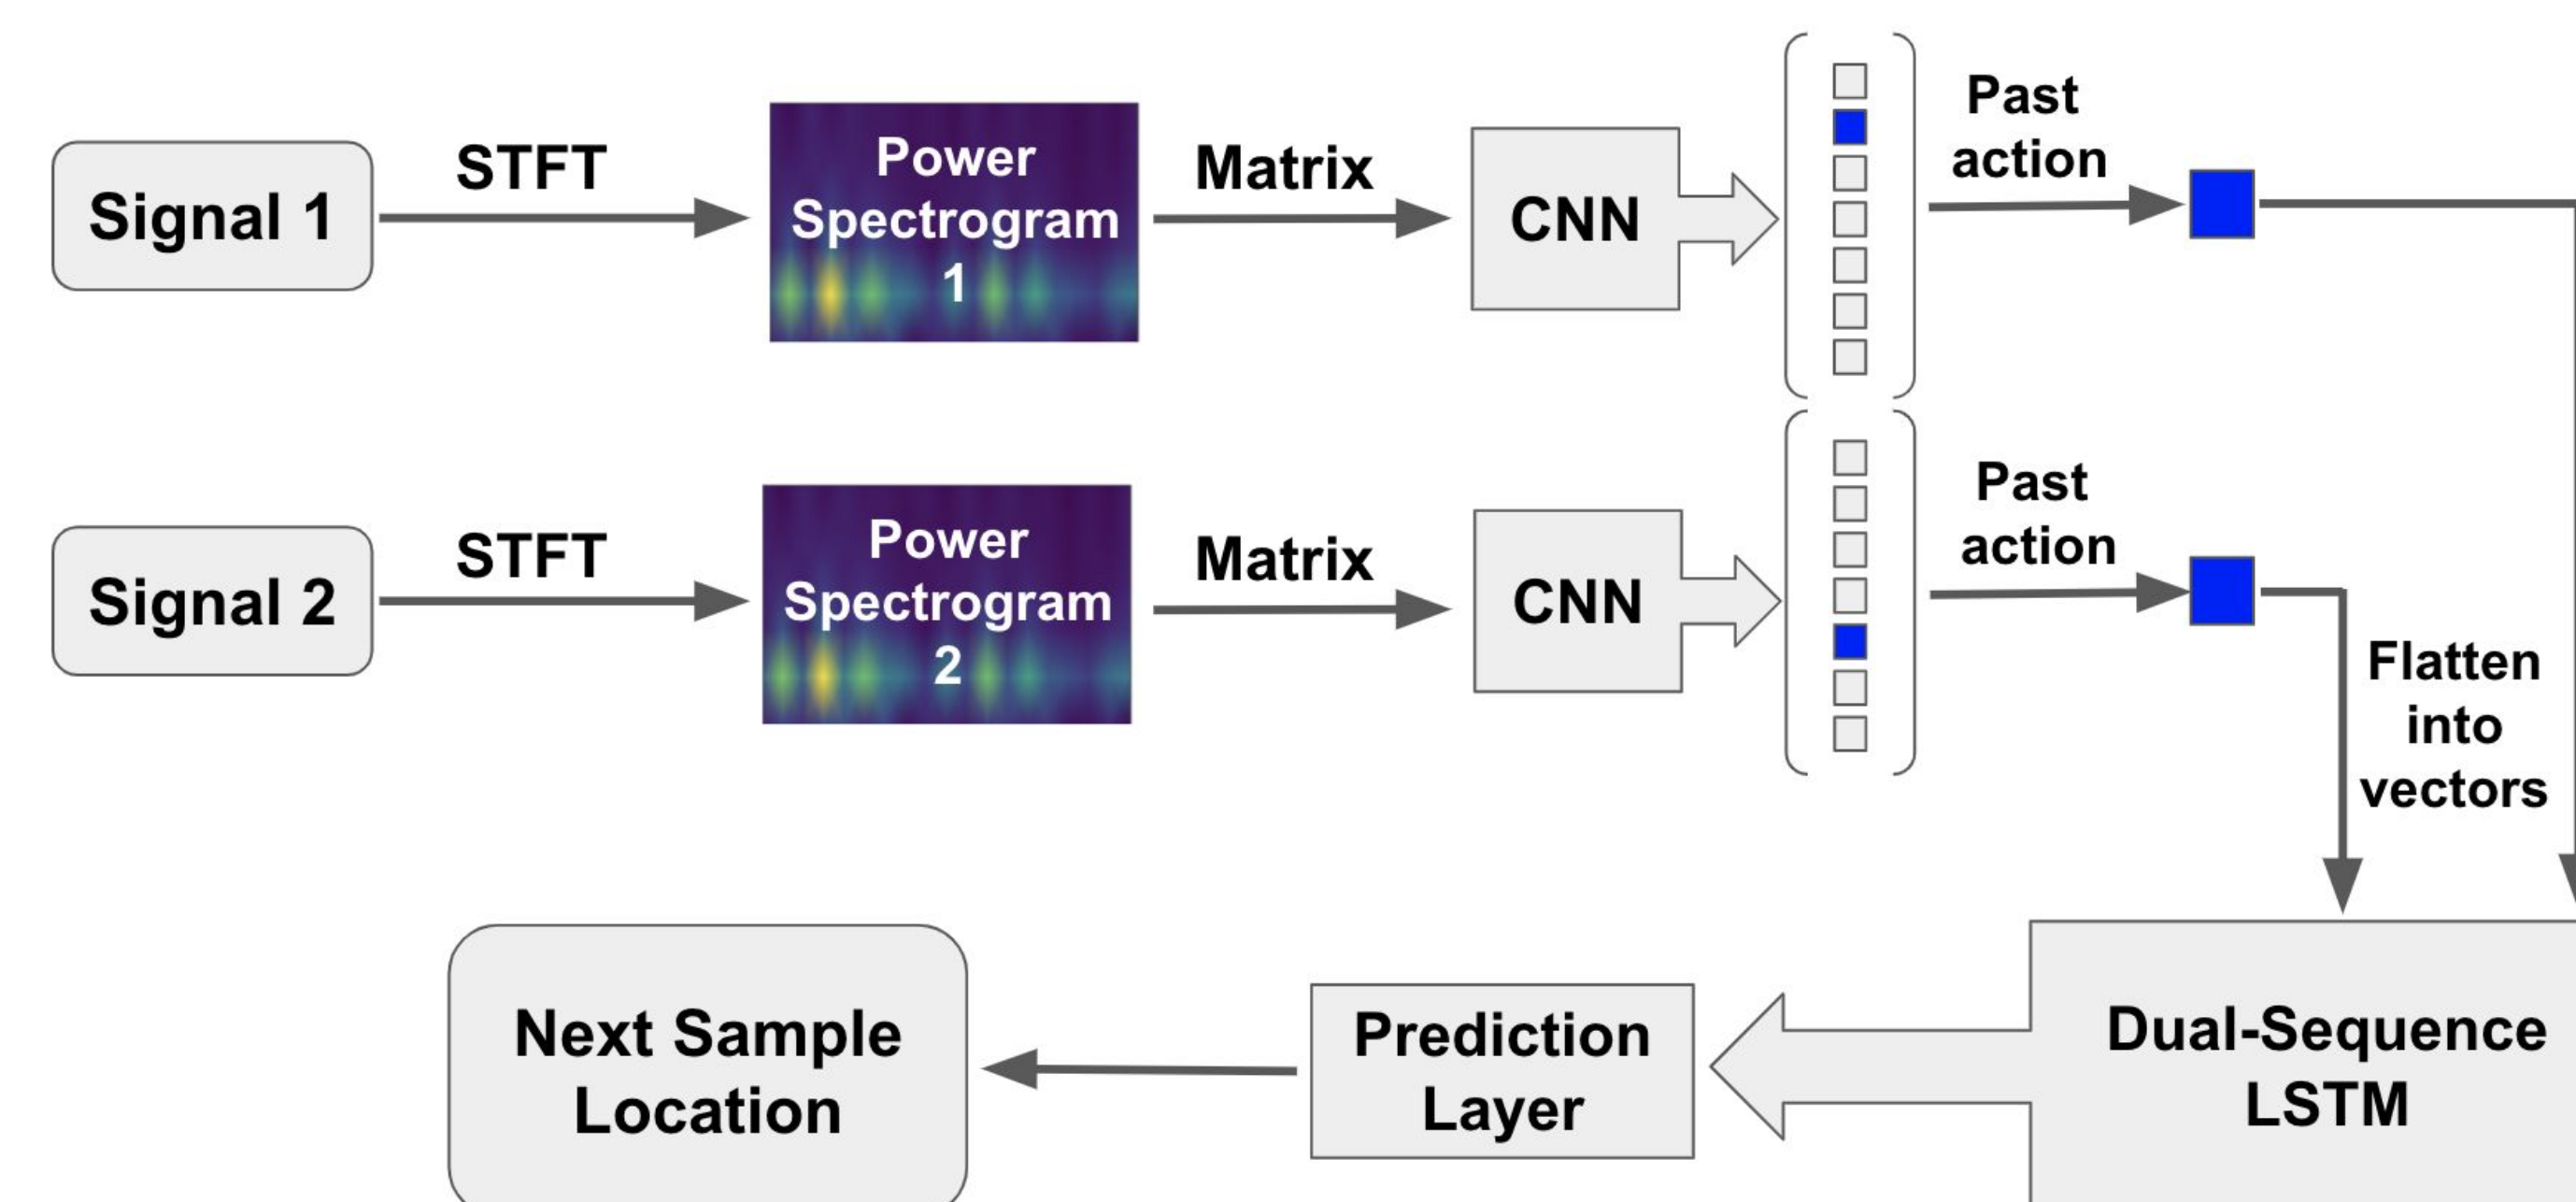 Signal 1
STFT
Power
Spectrogram
1
Matrix
CNN
Past
action
Signal 2
STFT
Power
Spectrogram
2
Matrix
CNN
Past
action
Flatten
into
vectors
Dual-Sequence
LSTM
Prediction
Layer
Next Sample
Location